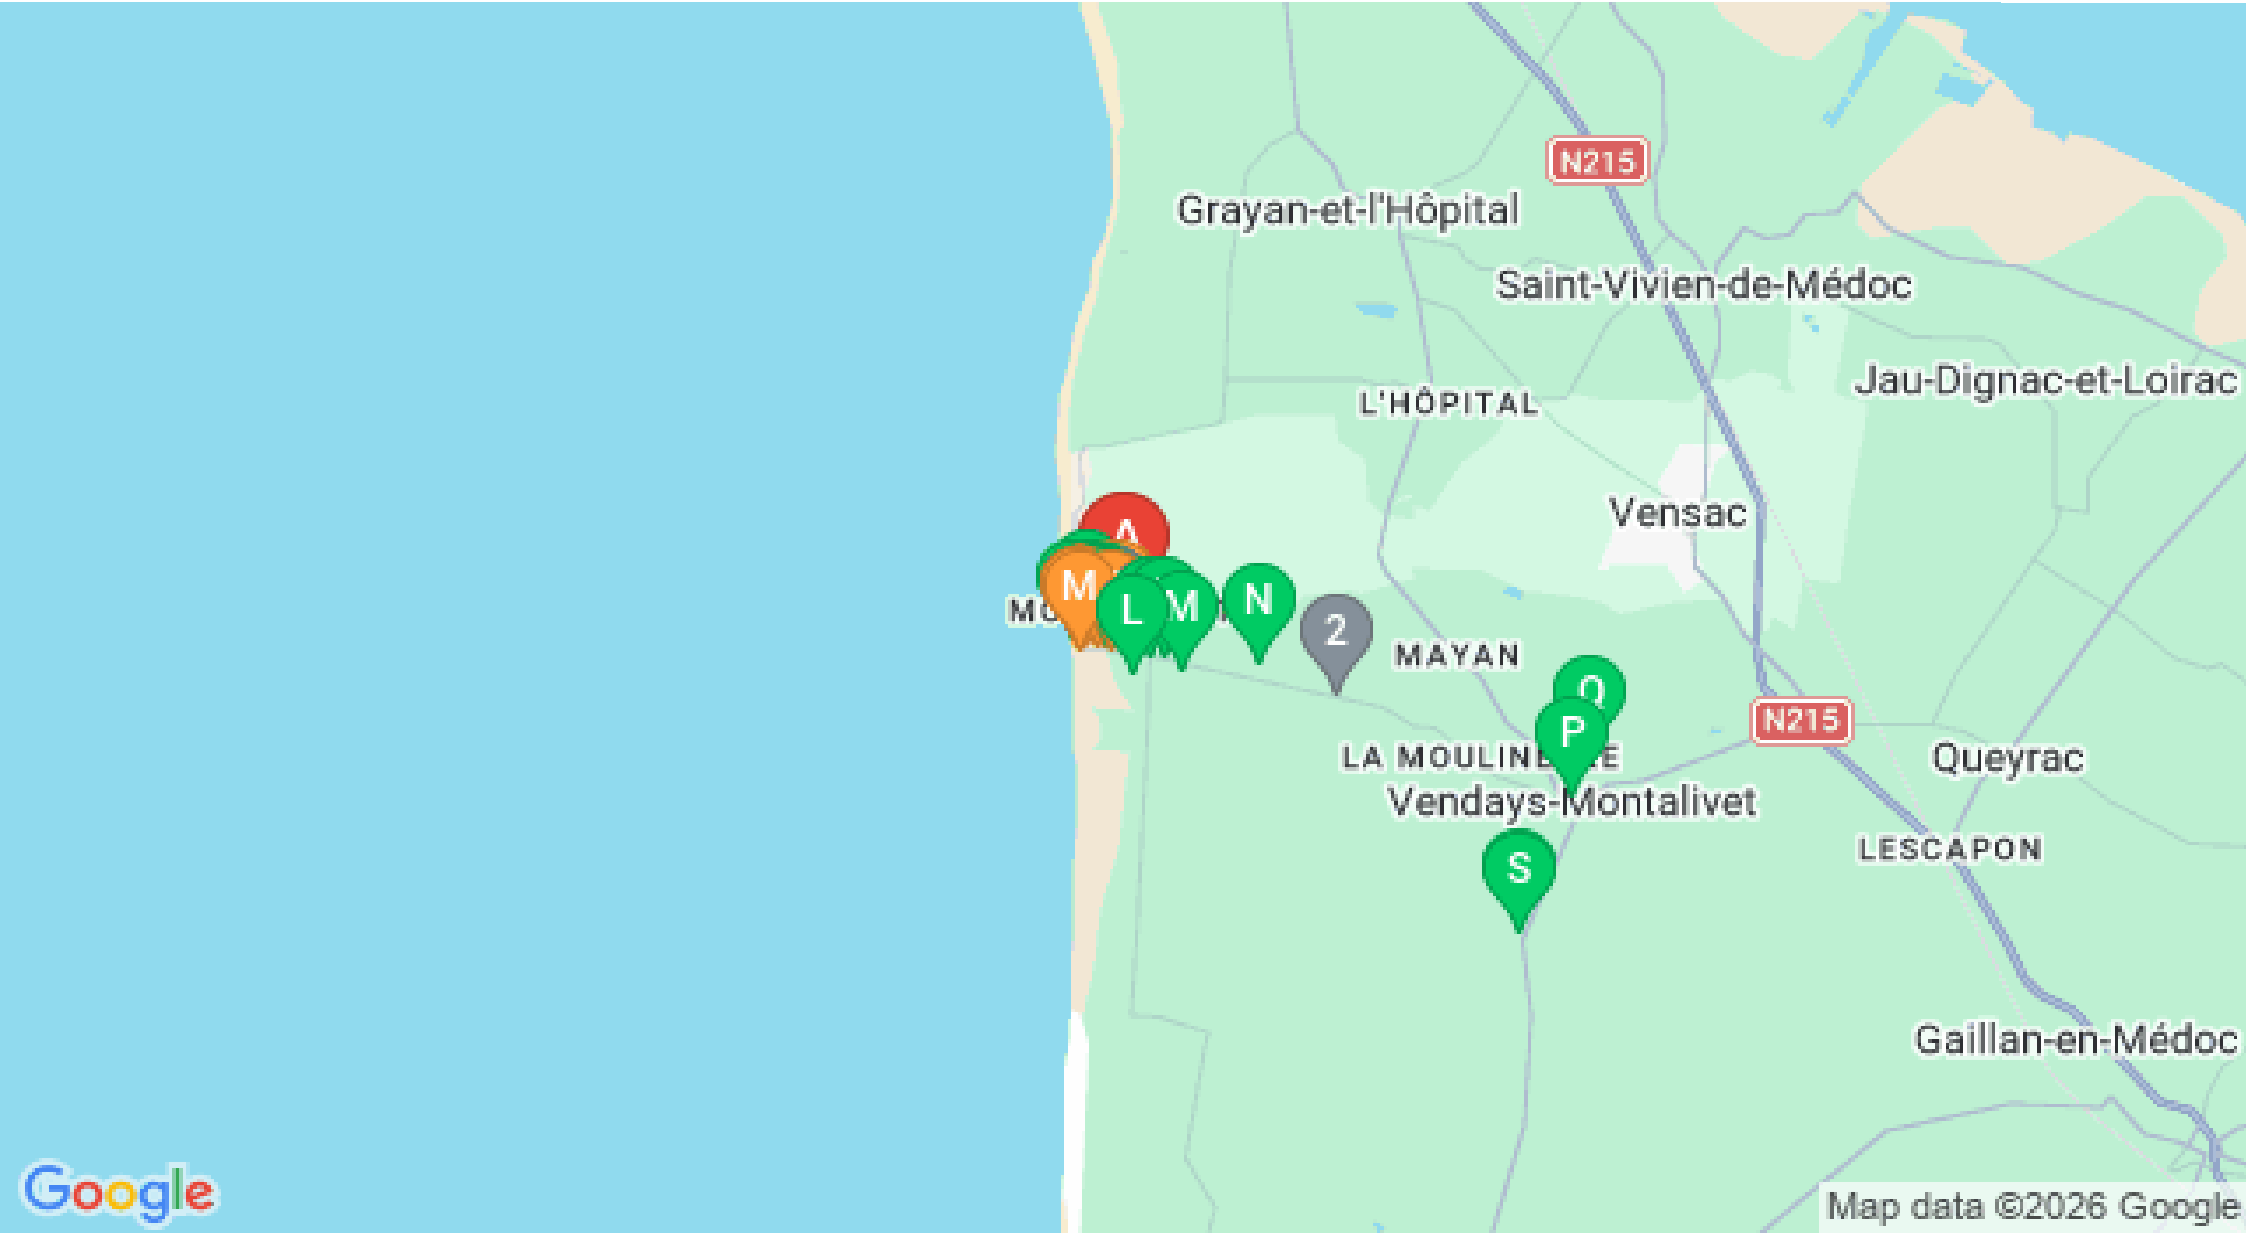 N215
Grayan-et-l'Hôpital
Saint-Vivien-de-Médoc
Jau-Dignac-et-Loirac
L'HÔPITAL
Vensac
A
M
L
M
N
2
MAYAN
P
N215
LA MOULINE
Queyrac
Vendays-Montalivet
LESCAPON
S
Gaillan-en-Médoc
Google
Map data ©2026 Google